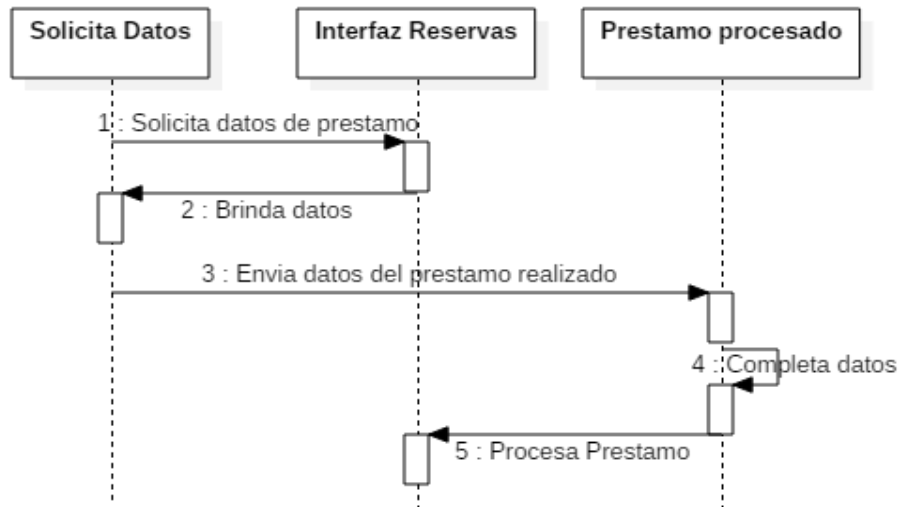 Solicita Datos
Interfaz Reservas
Prestamo procesado
1 : Solicita datos de prestamo
2 : Brinda datos
3 : Envia datos del prestamo realizado
4 : Completa datos
5 : Procesa Prestamo